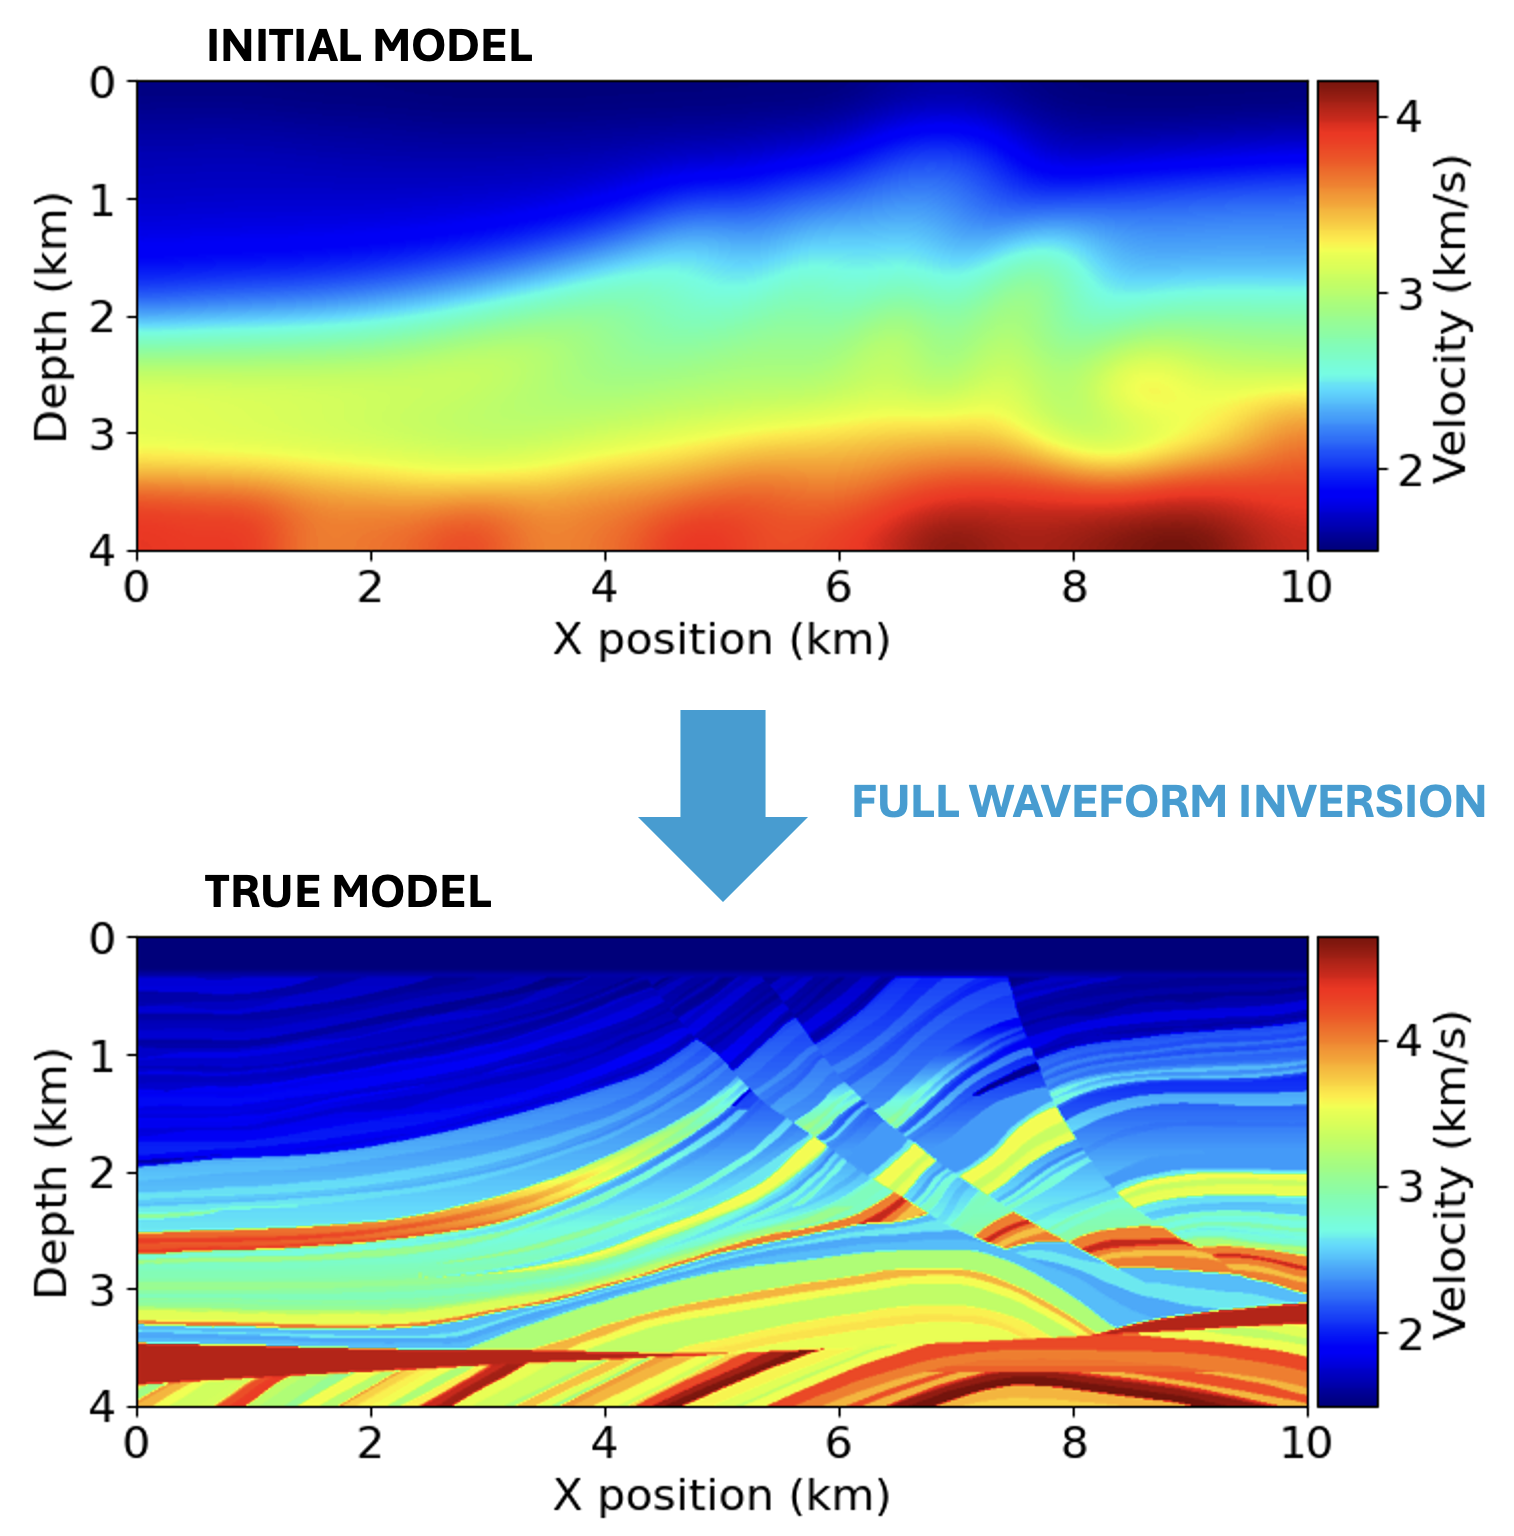 INITIAL MODEL
0
1
2
3
4
Depth (km)
0 2 4 6 8 10
X position (km)
4
3
2
Velocity (km/s)
FULL WAVEFORM INVERSION
TRUE MODEL
0
1
2
3
4
Depth (km)
0 2 4 6 8 10
X position (km)
4
3
2
Velocity (km/s)